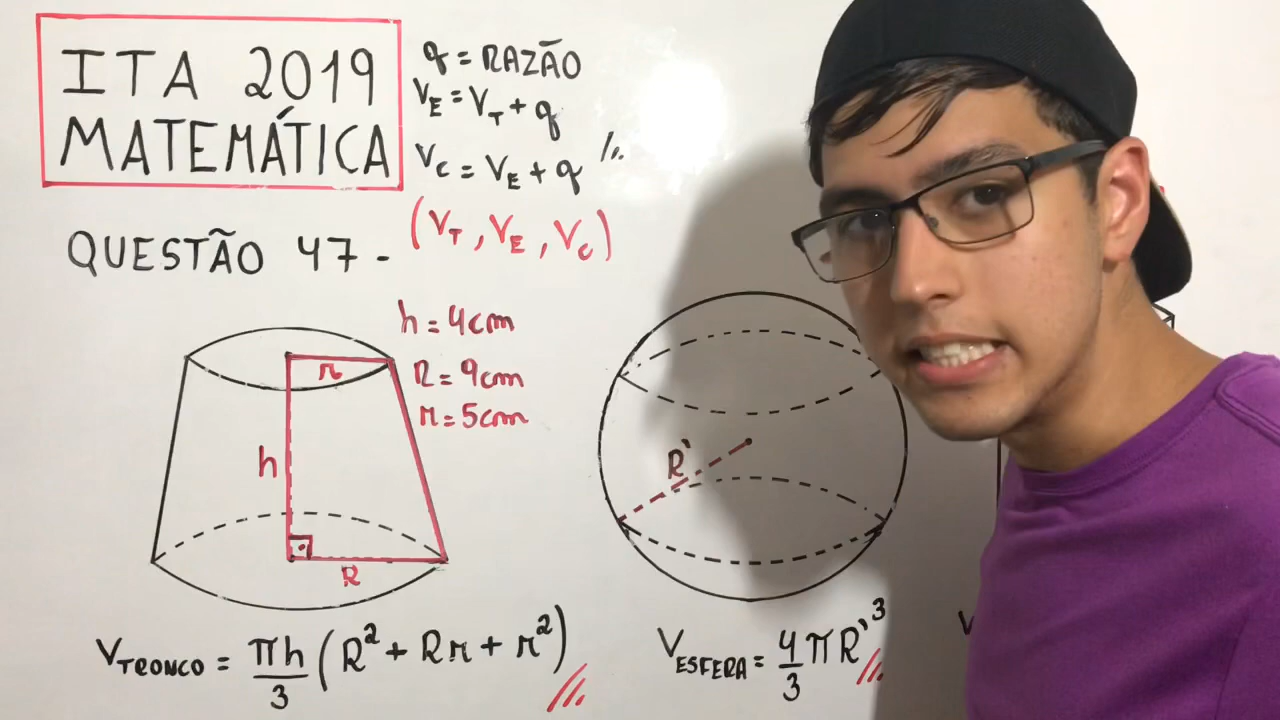 ITA 2019
MATEMÁTICA
q = RAZÃO
V_E = V_T + q
V_C = V_E + q
(V_T, V_E, V_C)
QUESTÃO 47 -
h = 4cm
R = 9cm
r = 5cm
r
h
R
R'
V_TRONCO = πh/3 (R² + Rr + r²)
V_ESFERA = 4/3 πR'³